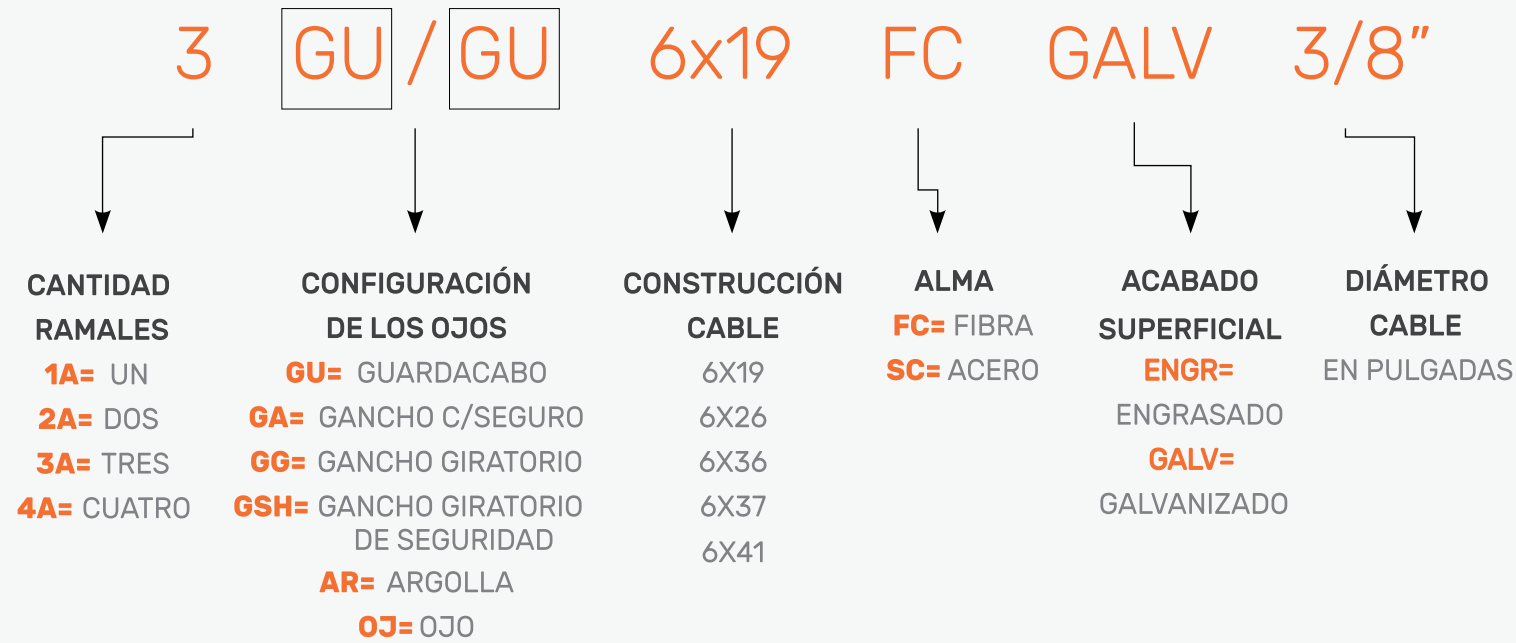 3 GU / GU 6x19 FC GALV 3/8”
CANTIDAD
RAMALES
1A= UN
2A= DOS
3A= TRES
4A= CUATRO
CONFIGURACIÓN
DE LOS OJOS
GU= GUARDACABO
GA= GANCHO C/SEGURO
GG= GANCHO GIRATORIO
GSH= GANCHO GIRATORIO
DE SEGURIDAD
AR= ARGOLLA
OJ= OJO
CONSTRUCCIÓN
CABLE
6X19
6X26
6X36
6X37
6X41
ALMA
FC= FIBRA
SC= ACERO
ACABADO
SUPERFICIAL
ENGR=
ENGRASADO
GALV=
GALVANIZADO
DIÁMETRO
CABLE
EN PULGADAS